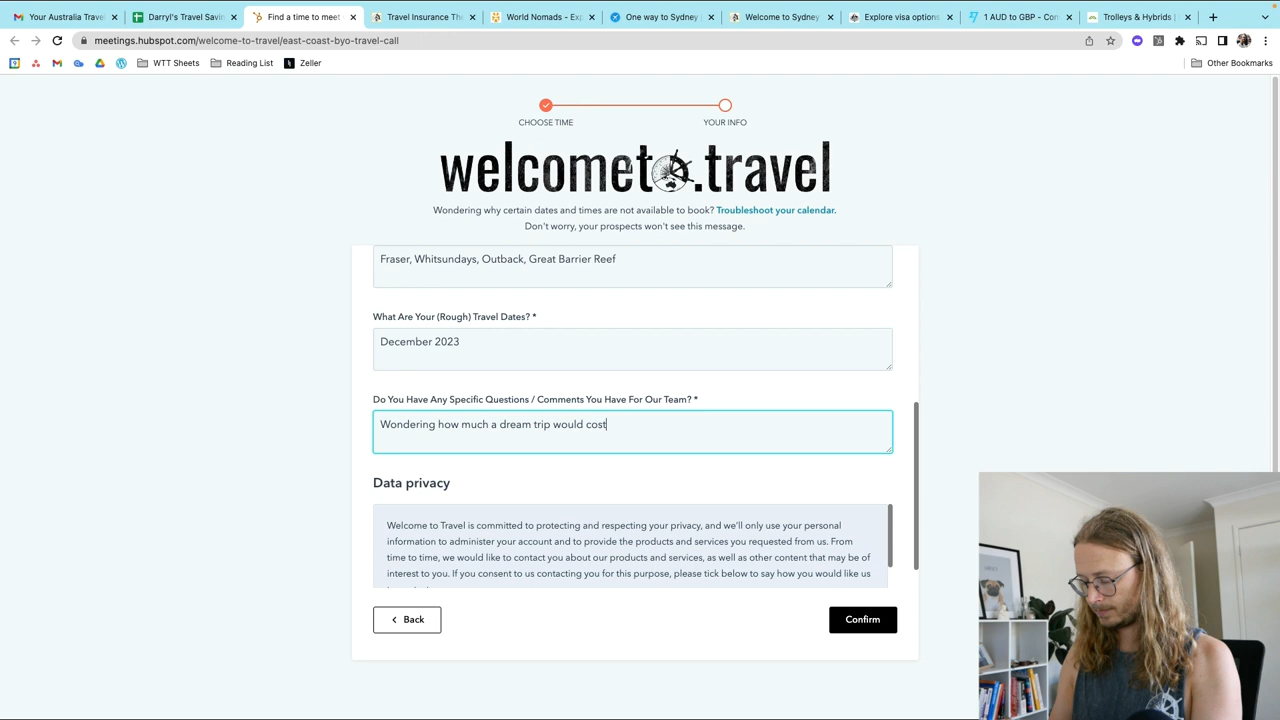 Your Australia Trave
Darryl's Travel Savin
Find a time to meet
Travel Insurance The
World Nomads - Exp
One way to Sydney
Welcome to Sydney
Explore visa options
1 AUD to GBP - Con
Trolleys & Hybrids |
meetings.hubspot.com/welcome-to-travel/east-coast-byo-travel-call
WTT Sheets
Reading List
Zeller
Other Bookmarks
CHOOSE TIME
YOUR INFO
welcometo.travel
Wondering why certain dates and times are not available to book? Troubleshoot your calendar.
Don't worry, your prospects won't see this message.
Fraser, Whitsundays, Outback, Great Barrier Reef
What Are Your (Rough) Travel Dates? *
December 2023
Do You Have Any Specific Questions / Comments You Have For Our Team? *
Wondering how much a dream trip would cost
Data privacy
Welcome to Travel is committed to protecting and respecting your privacy, and we'll only use your personal
information to administer your account and to provide the products and services you requested from us. From
time to time, we would like to contact you about our products and services, as well as other content that may be of
interest to you. If you consent to us contacting you for this purpose, please tick below to say how you would like us
Back
Confirm